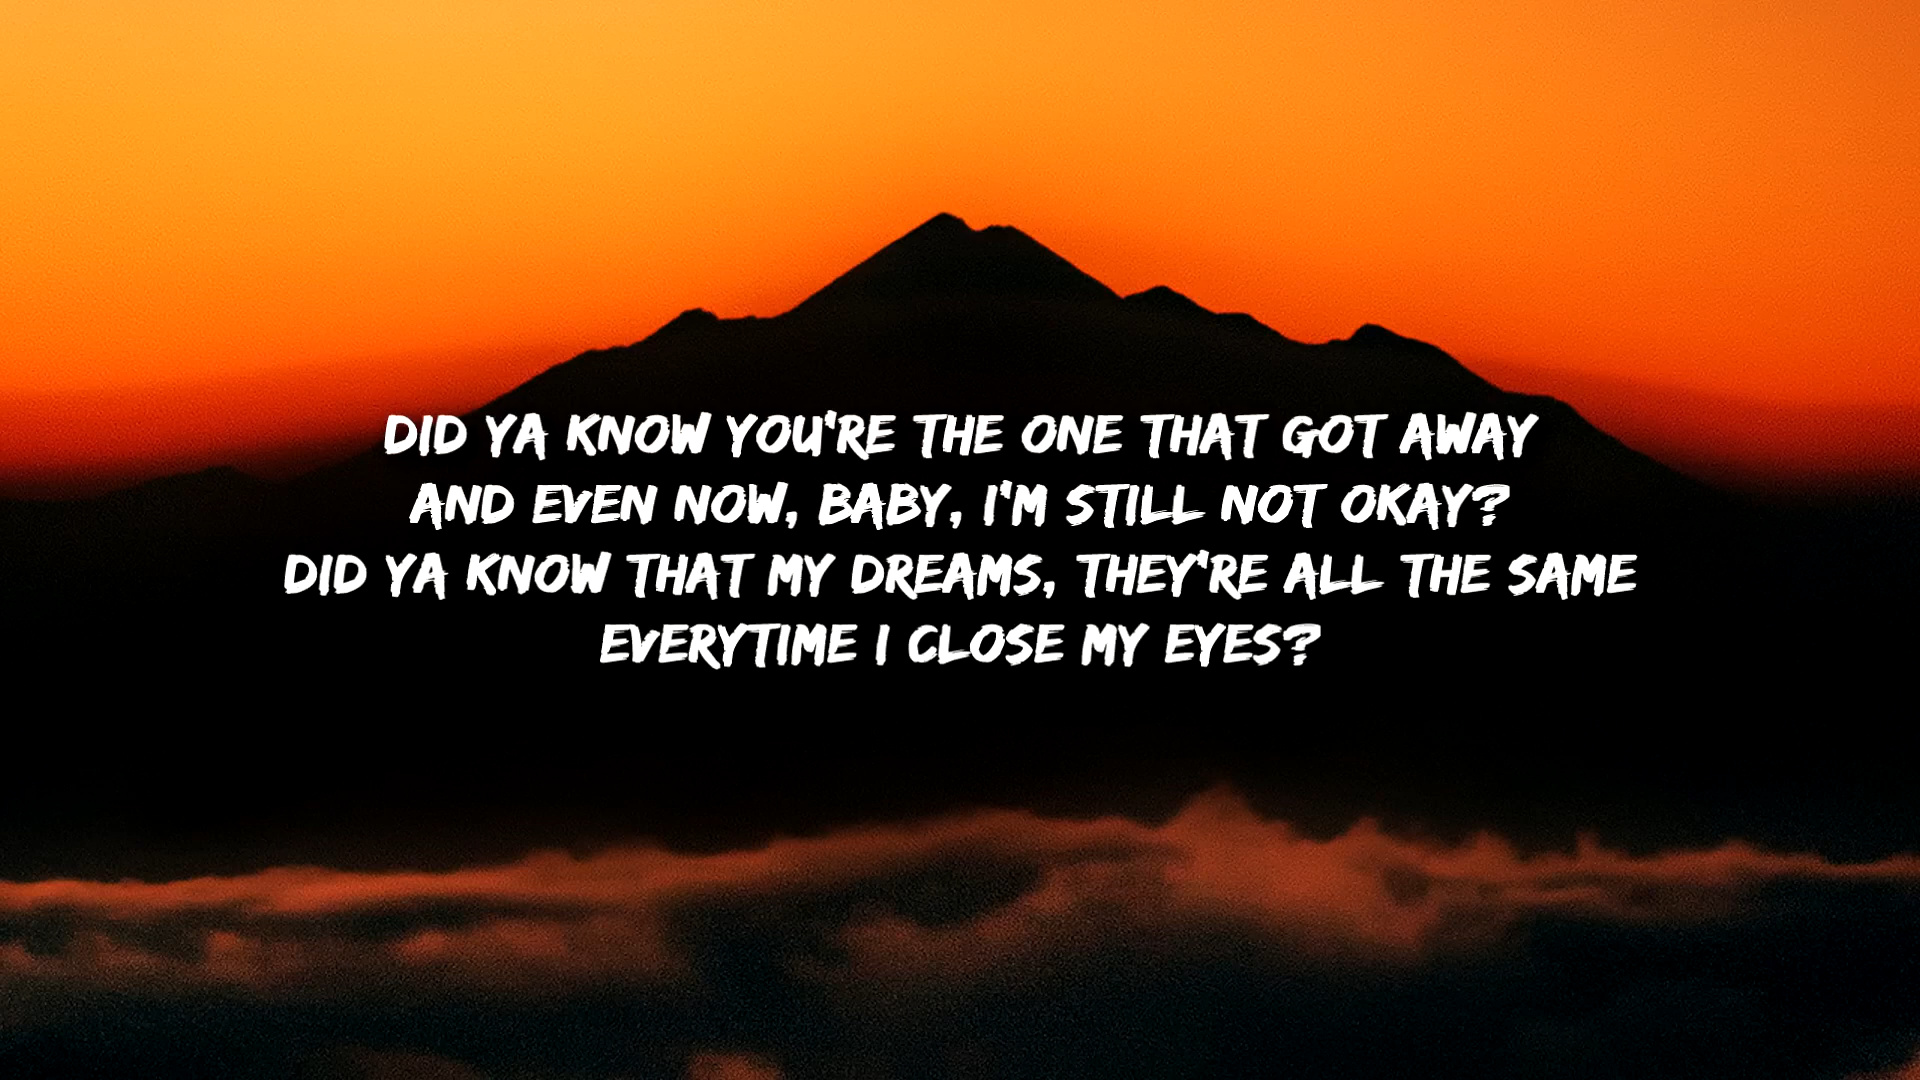 DID YA KNOW YOU'RE THE ONE THAT GOT AWAY
AND EVEN NOW, BABY, I'M STILL NOT OKAY?
DID YA KNOW THAT MY DREAMS, THEY'RE ALL THE SAME
EVERYTIME I CLOSE MY EYES?